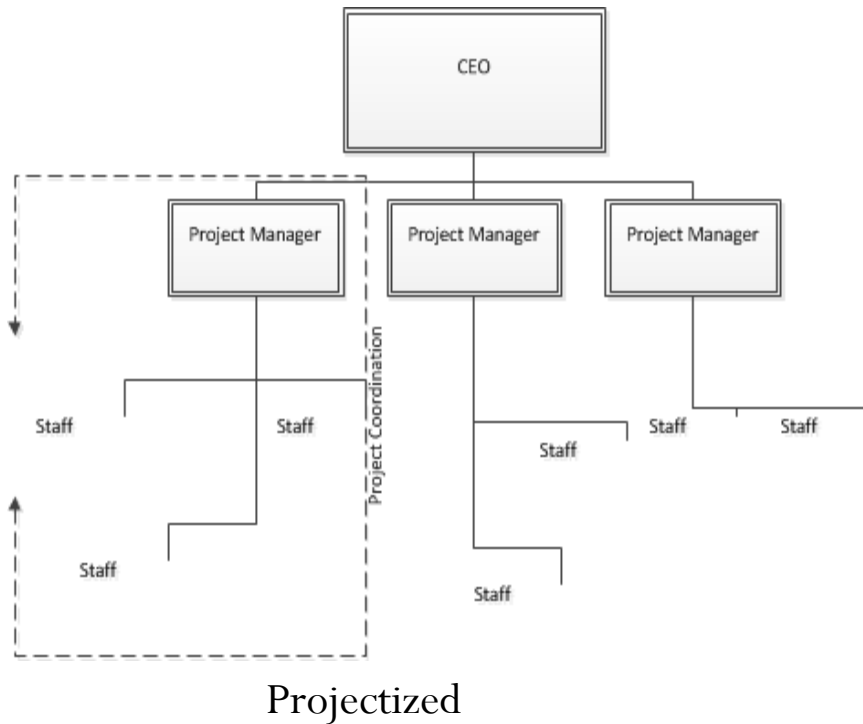 CEO
Project Manager
Project Manager
Project Manager
Project Coordination
Staff
Staff
Staff
Staff
Staff
Staff
Staff
Projectized